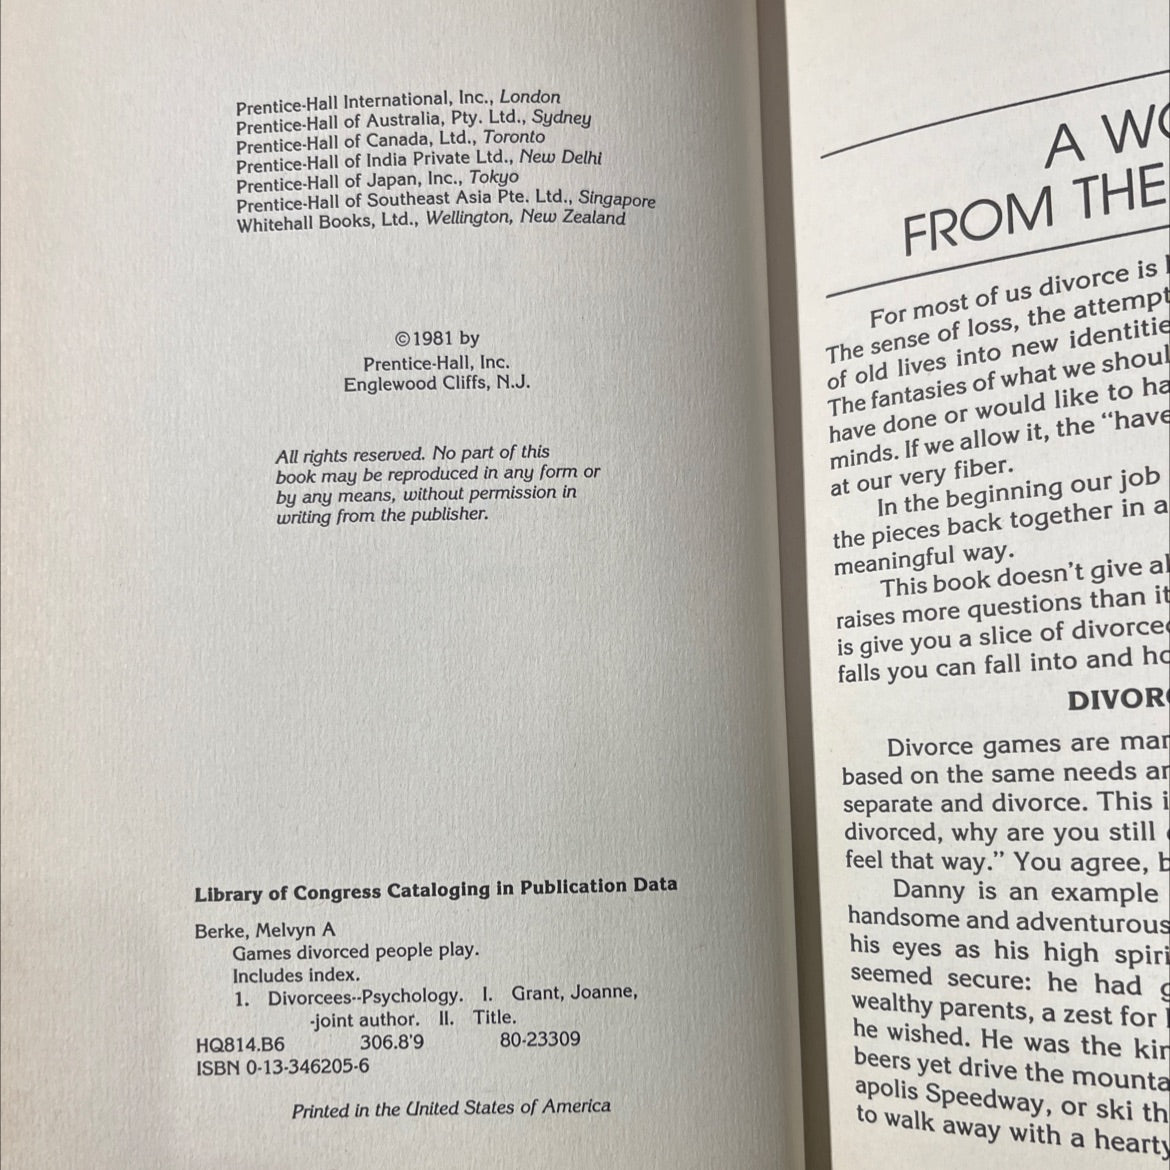 Prentice-Hall International, Inc., London
Prentice-Hall of Australia, Pty. Ltd., Sydney
Prentice-Hall of Canada, Ltd., Toronto
Prentice-Hall of India Private Ltd., New Delhi
Prentice-Hall of Japan, Inc., Tokyo
Prentice-Hall of Southeast Asia Pte. Ltd., Singapore
Whitehall Books, Ltd., Wellington, New Zealand
©1981 by
Prentice-Hall, Inc.
Englewood Cliffs, N.J.
All rights reserved. No part of this
book may be reproduced in any form or
by any means, without permission in
writing from the publisher.
Library of Congress Cataloging in Publication Data
Berke, Melvyn A
Games divorced people play.
Includes index.
1. Divorcees--Psychology. I. Grant, Joanne,
-joint author. II. Title.
HQ814.B6 306.8'9 80-23309
ISBN 0-13-346205-6
Printed in the United States of America
A WO
FROM THE
For most of us divorce is
The sense of loss, the attempt
of old lives into new identitie
The fantasies of what we shoul
have done or would like to ha
minds. If we allow it, the "have
at our very fiber.
In the beginning our job
the pieces back together in a
meaningful way.
This book doesn't give al
raises more questions than it
is give you a slice of divorced
falls you can fall into and ho
DIVORC
Divorce games are man
based on the same needs an
separate and divorce. This i
divorced, why are you still
feel that way." You agree, b
Danny is an example
handsome and adventurous
his eyes as his high spiri
seemed secure: he had g
wealthy parents, a zest for
he wished. He was the kin
beers yet drive the mounta
apolis Speedway, or ski th
to walk away with a hearty